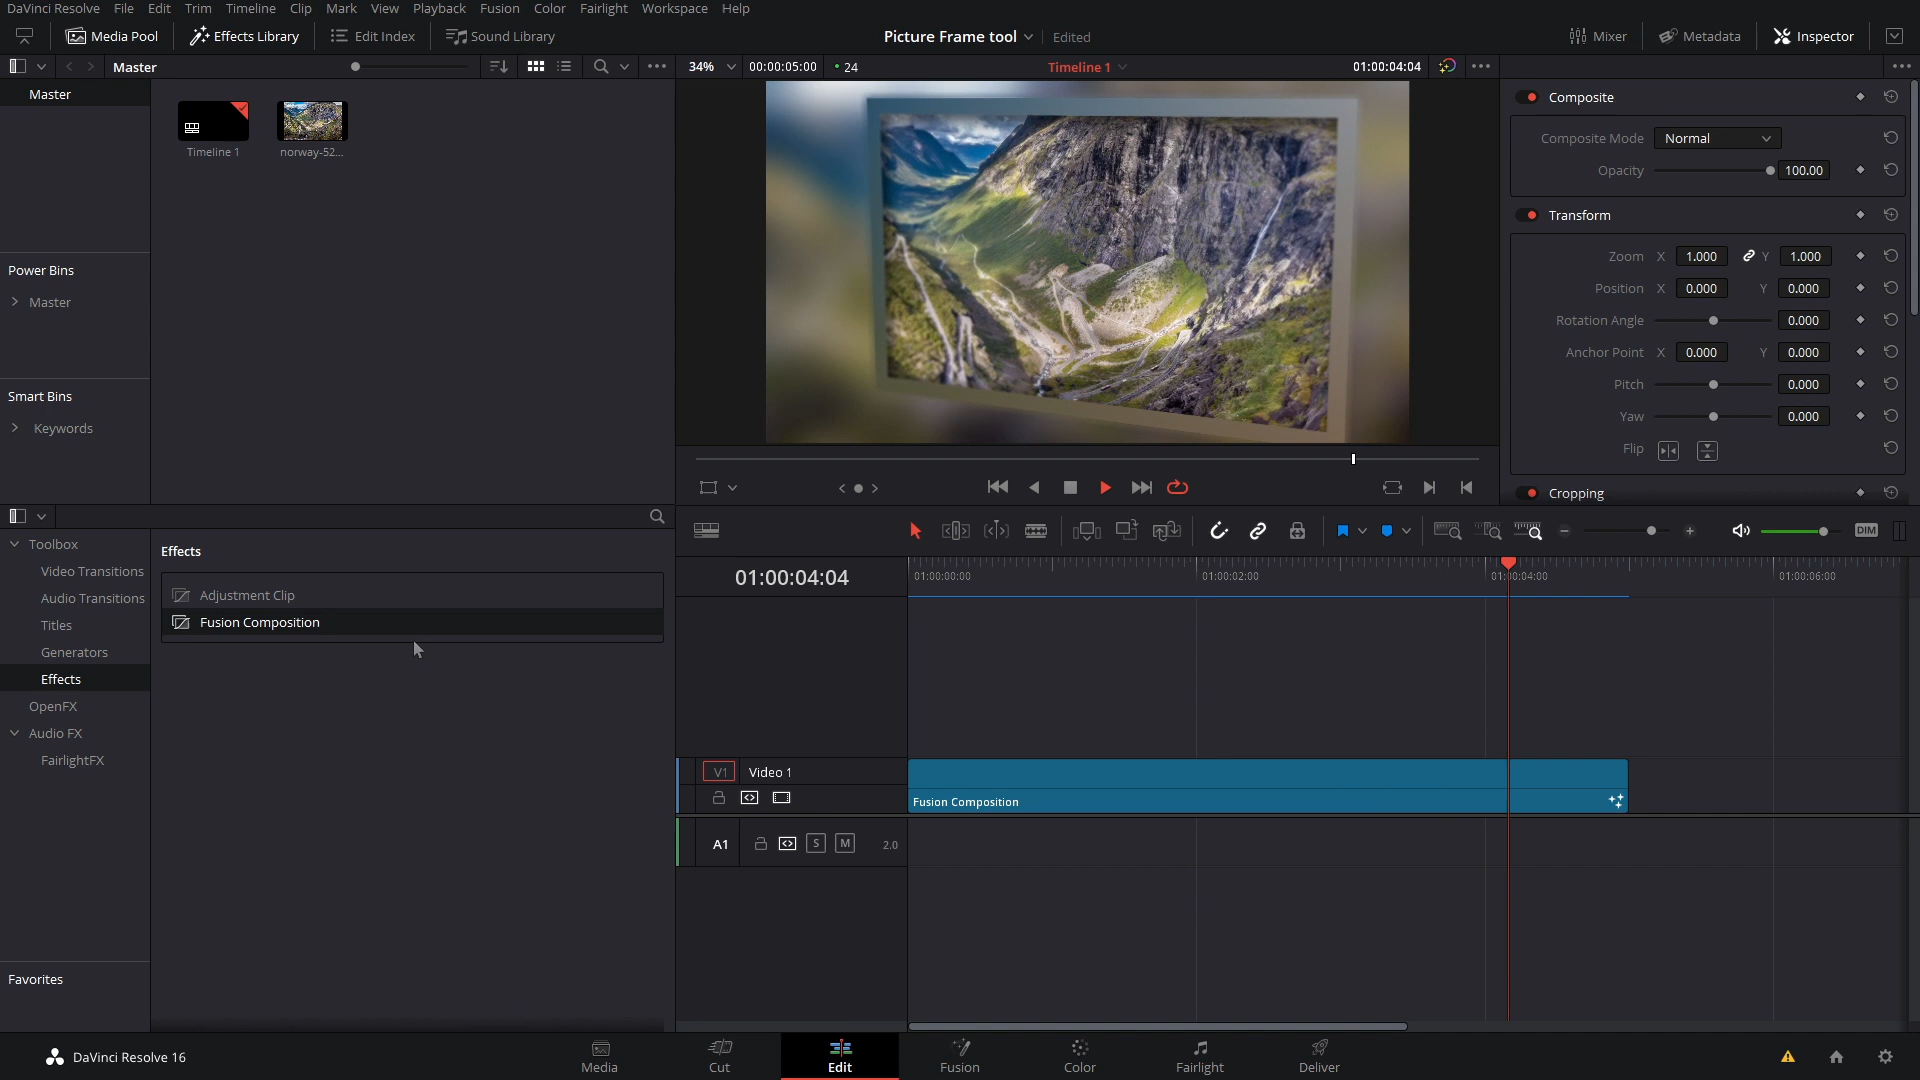 DaVinci Resolve File Edit Trim Timeline Clip Mark View Playback Fusion Color Fairlight Workspace Help
Media Pool Effects Library Edit Index Sound Library Picture Frame tool Edited Mixer Metadata Inspector
Master 34% 00:00:05:00 24 Timeline 1 01:00:04:04
Master
Timeline 1 norway-52...
Power Bins
Master
Smart Bins
Keywords
Composite
Composite Mode Normal
Opacity 100.00
Transform
Zoom X 1.000 Y 1.000
Position X 0.000 Y 0.000
Rotation Angle 0.000
Anchor Point X 0.000 Y 0.000
Pitch 0.000
Yaw 0.000
Flip
Cropping
Toolbox
Video Transitions
Audio Transitions
Titles
Generators
Effects
OpenFX
Audio FX
FairlightFX
Favorites
Effects
Adjustment Clip
Fusion Composition
DIM
01:00:04:04 01:00:00:00 01:00:02:00 01:00:04:00 01:00:06:00
V1 Video 1
Fusion Composition
A1 S M 2.0
DaVinci Resolve 16 Media Cut Edit Fusion Color Fairlight Deliver